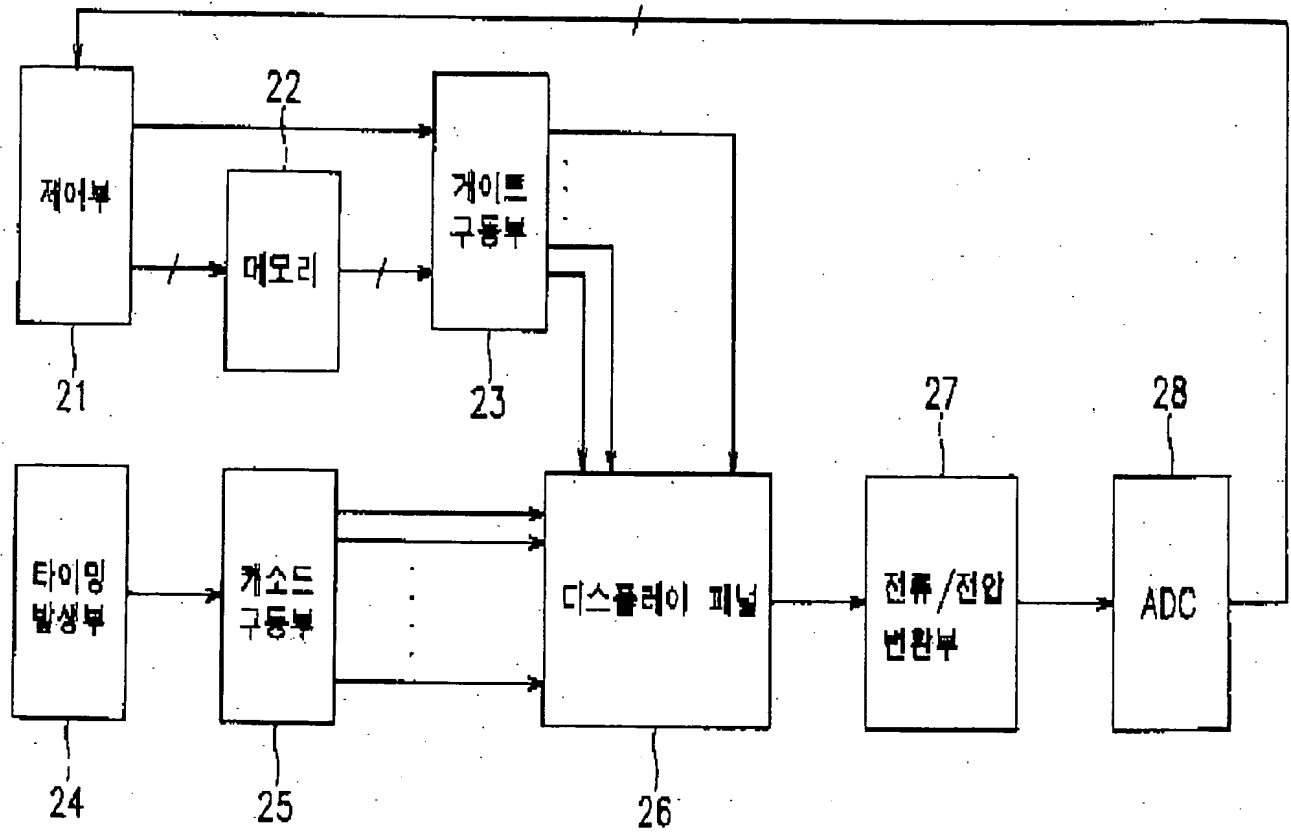 22
제어부
게이트
구동부
메모리
21
23
27
28
타이밍
발생부
캐소드
구동부
디스플레이 패널
전류/전압
변환부
ADC
24
25
26